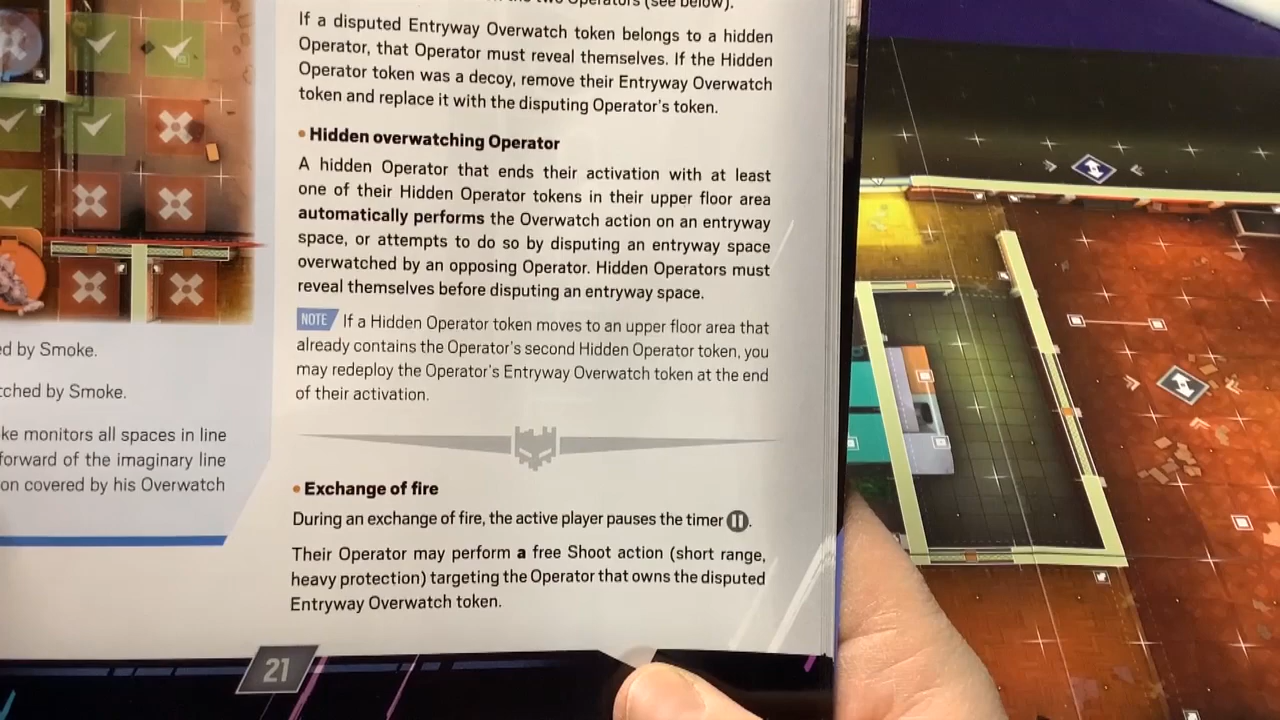 the two Operators (see below).
If a disputed Entryway Overwatch token belongs to a hidden
Operator, that Operator must reveal themselves. If the Hidden
Operator token was a decoy, remove their Entryway Overwatch
token and replace it with the disputing Operator's token.
• Hidden overwatching Operator
A hidden Operator that ends their activation with at least
one of their Hidden Operator tokens in their upper floor area
automatically performs the Overwatch action on an entryway
space, or attempts to do so by disputing an entryway space
overwatched by an opposing Operator. Hidden Operators must
reveal themselves before disputing an entryway space.
NOTE If a Hidden Operator token moves to an upper floor area that
already contains the Operator's second Hidden Operator token, you
may redeploy the Operator's Entryway Overwatch token at the end
of their activation.
• Exchange of fire
During an exchange of fire, the active player pauses the timer.
Their Operator may perform a free Shoot action (short range,
heavy protection) targeting the Operator that owns the disputed
Entryway Overwatch token.
by Smoke.
by Smoke.
monitors all spaces in line
forward of the imaginary line
covered by his Overwatch
21